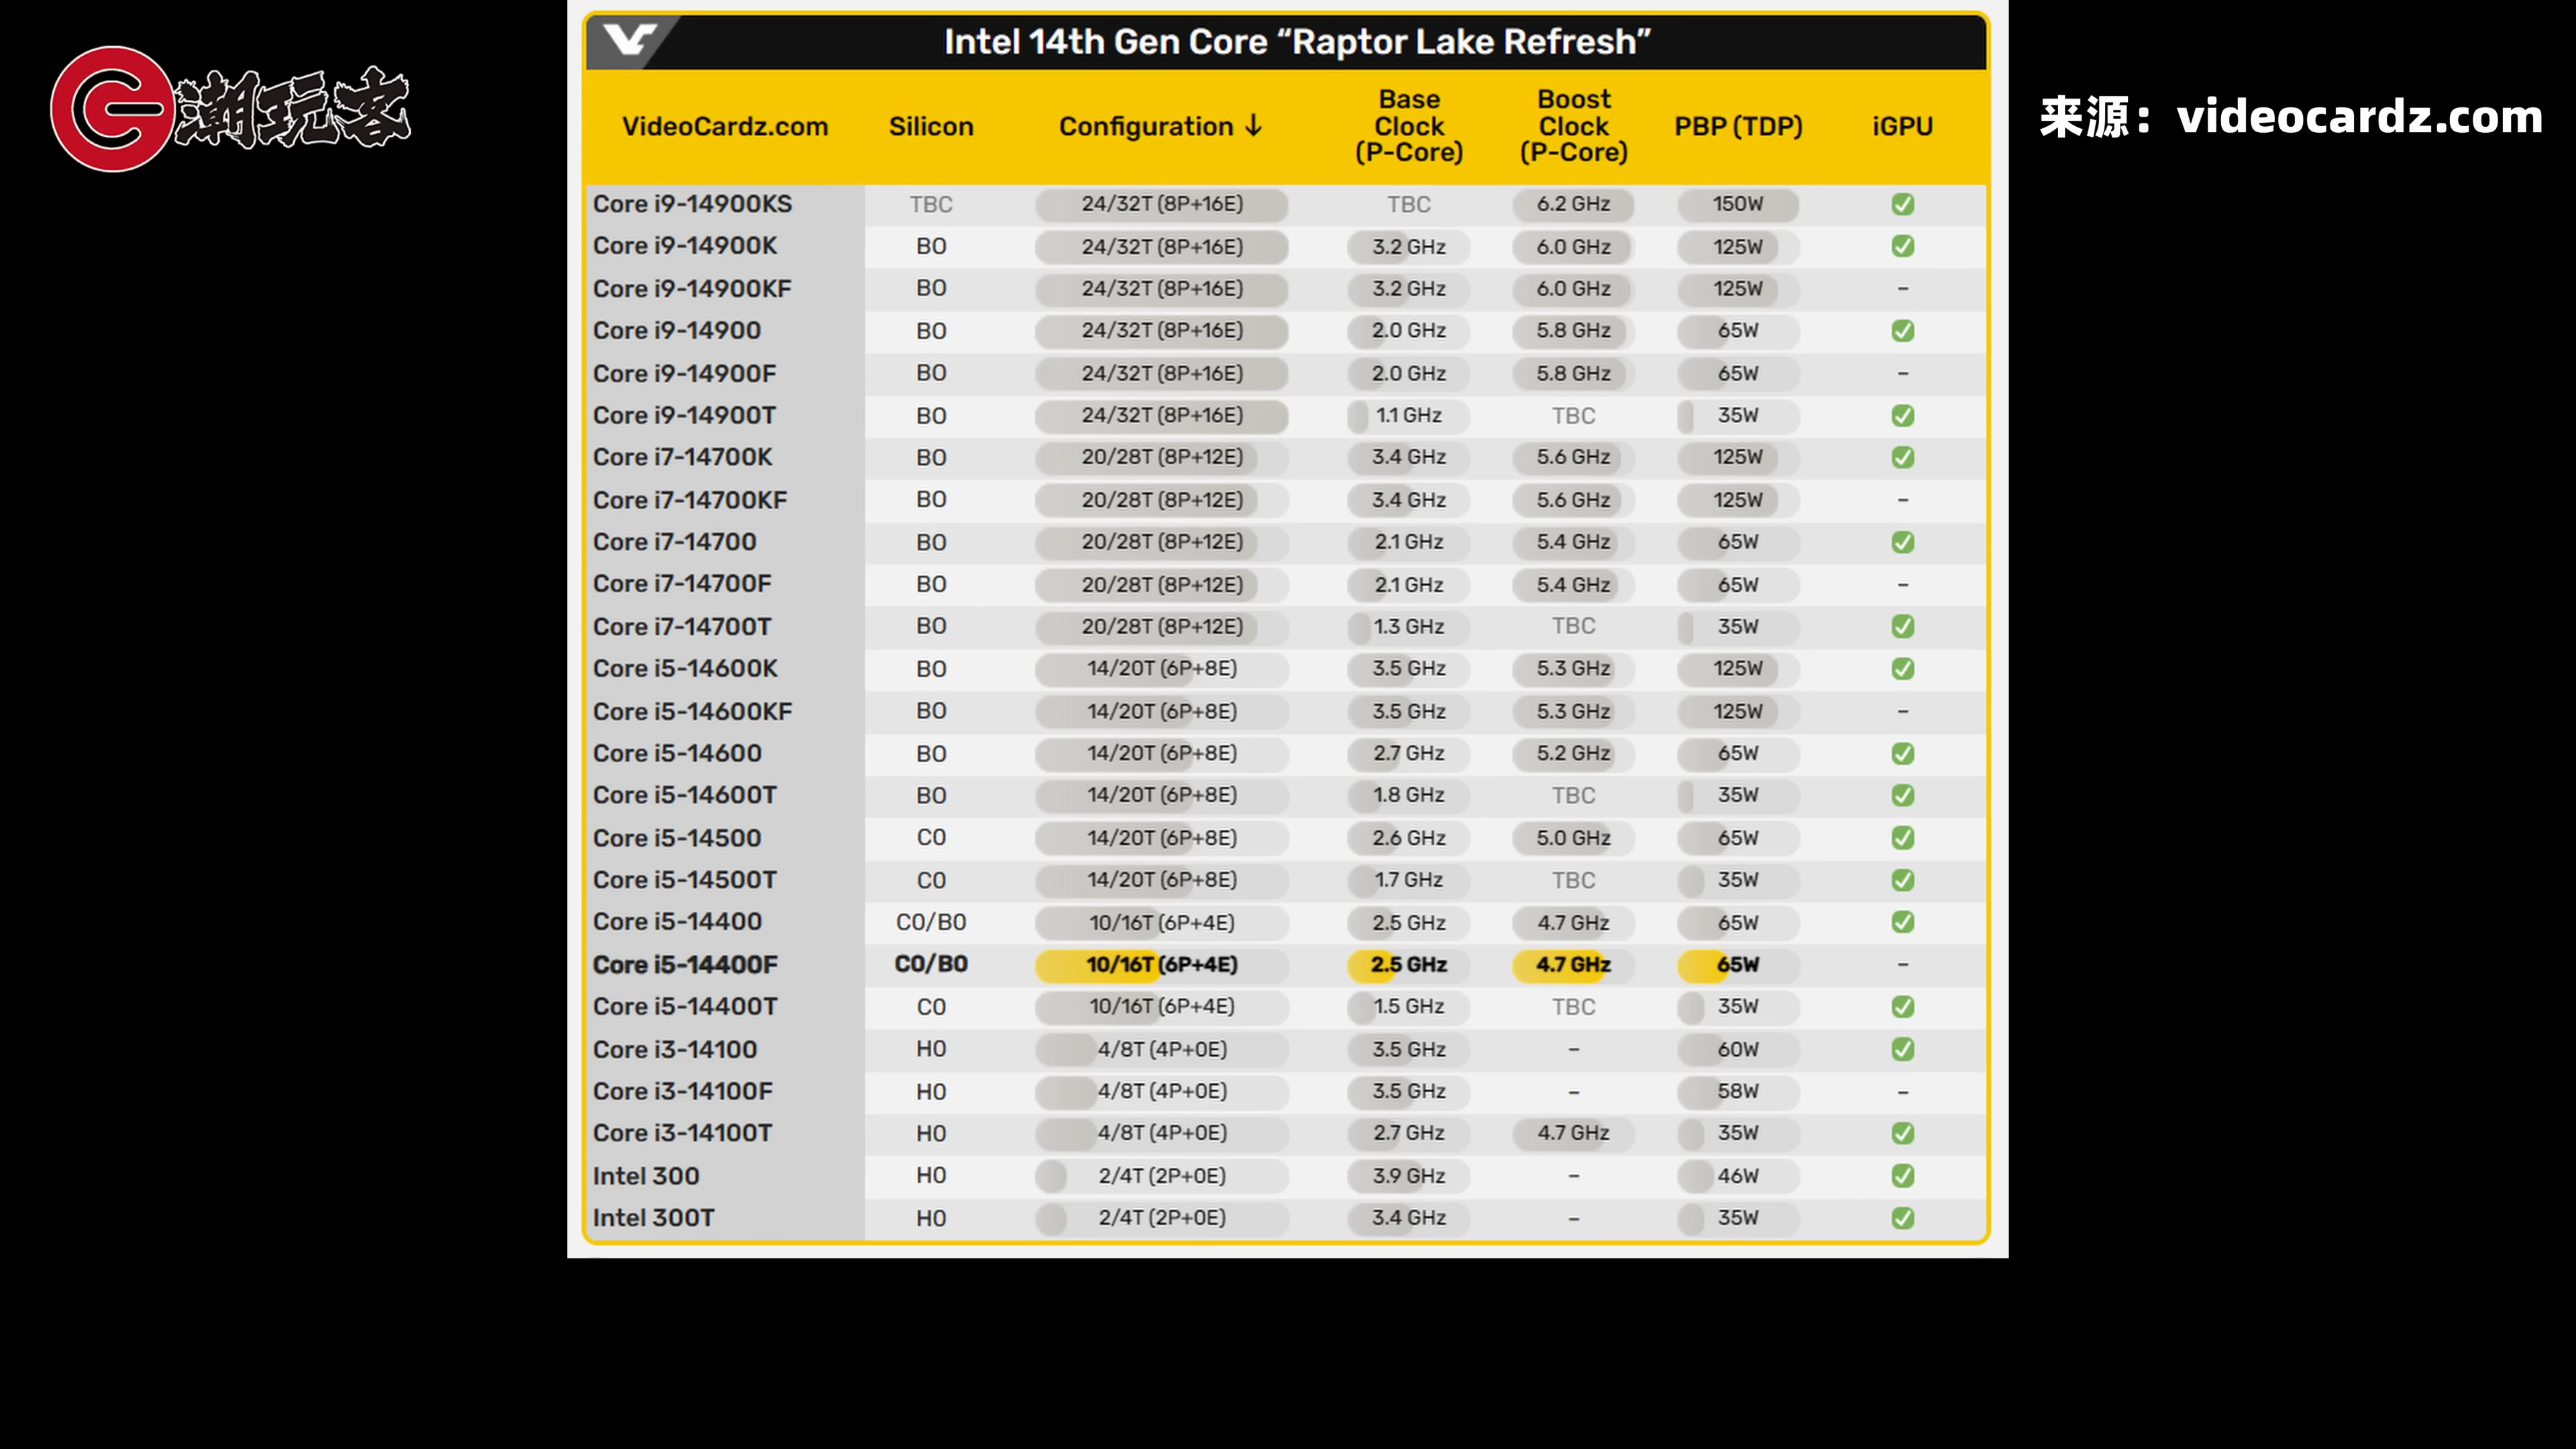 潮玩客
Intel 14th Gen Core “Raptor Lake Refresh”
来源：videocardz.com
VideoCardz.com Silicon Configuration ↓ Base Clock (P-Core) Boost Clock (P-Core) PBP (TDP) iGPU
Core i9-14900KS TBC 24/32T (8P+16E) TBC 6.2 GHz 150W ✅
Core i9-14900K B0 24/32T (8P+16E) 3.2 GHz 6.0 GHz 125W ✅
Core i9-14900KF B0 24/32T (8P+16E) 3.2 GHz 6.0 GHz 125W –
Core i9-14900 B0 24/32T (8P+16E) 2.0 GHz 5.8 GHz 65W ✅
Core i9-14900F B0 24/32T (8P+16E) 2.0 GHz 5.8 GHz 65W –
Core i9-14900T B0 24/32T (8P+16E) 1.1 GHz TBC 35W ✅
Core i7-14700K B0 20/28T (8P+12E) 3.4 GHz 5.6 GHz 125W ✅
Core i7-14700KF B0 20/28T (8P+12E) 3.4 GHz 5.6 GHz 125W –
Core i7-14700 B0 20/28T (8P+12E) 2.1 GHz 5.4 GHz 65W ✅
Core i7-14700F B0 20/28T (8P+12E) 2.1 GHz 5.4 GHz 65W –
Core i7-14700T B0 20/28T (8P+12E) 1.3 GHz TBC 35W ✅
Core i5-14600K B0 14/20T (6P+8E) 3.5 GHz 5.3 GHz 125W ✅
Core i5-14600KF B0 14/20T (6P+8E) 3.5 GHz 5.3 GHz 125W –
Core i5-14600 B0 14/20T (6P+8E) 2.7 GHz 5.2 GHz 65W ✅
Core i5-14600T B0 14/20T (6P+8E) 1.8 GHz TBC 35W ✅
Core i5-14500 C0 14/20T (6P+8E) 2.6 GHz 5.0 GHz 65W ✅
Core i5-14500T C0 14/20T (6P+8E) 1.7 GHz TBC 35W ✅
Core i5-14400 C0/B0 10/16T (6P+4E) 2.5 GHz 4.7 GHz 65W ✅
Core i5-14400F C0/B0 10/16T (6P+4E) 2.5 GHz 4.7 GHz 65W –
Core i5-14400T C0 10/16T (6P+4E) 1.5 GHz TBC 35W ✅
Core i3-14100 H0 4/8T (4P+0E) 3.5 GHz – 60W ✅
Core i3-14100F H0 4/8T (4P+0E) 3.5 GHz – 58W –
Core i3-14100T H0 4/8T (4P+0E) 2.7 GHz 4.7 GHz 35W ✅
Intel 300 H0 2/4T (2P+0E) 3.9 GHz – 46W ✅
Intel 300T H0 2/4T (2P+0E) 3.4 GHz – 35W ✅